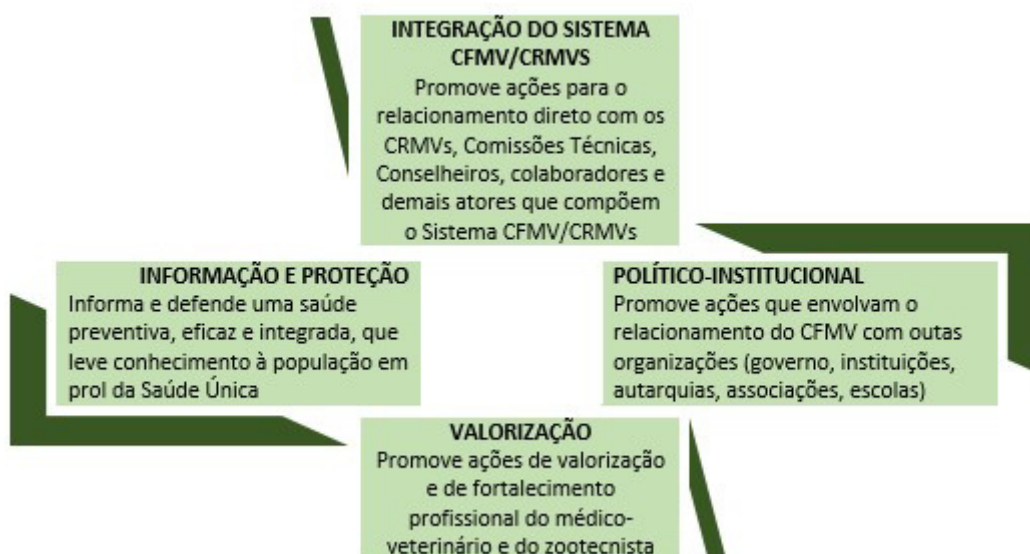 INTEGRAÇÃO DO SISTEMA
CFMV/CRMVS
Promove ações para o
relacionamento direto com os
CRMVs, Comissões Técnicas,
Conselheiros, colaboradores e
demais atores que compõem
o Sistema CFMV/CRMVs
INFORMAÇÃO E PROTEÇÃO
Informa e defende uma saúde
preventiva, eficaz e integrada, que
leve conhecimento à população em
prol da Saúde Única
POLÍTICO-INSTITUCIONAL
Promove ações que envolvam o
relacionamento do CFMV com outas
organizações (governo, instituições,
autarquias, associações, escolas)
VALORIZAÇÃO
Promove ações de valorização
e de fortalecimento
profissional do médico-
veterinário e do zootecnista